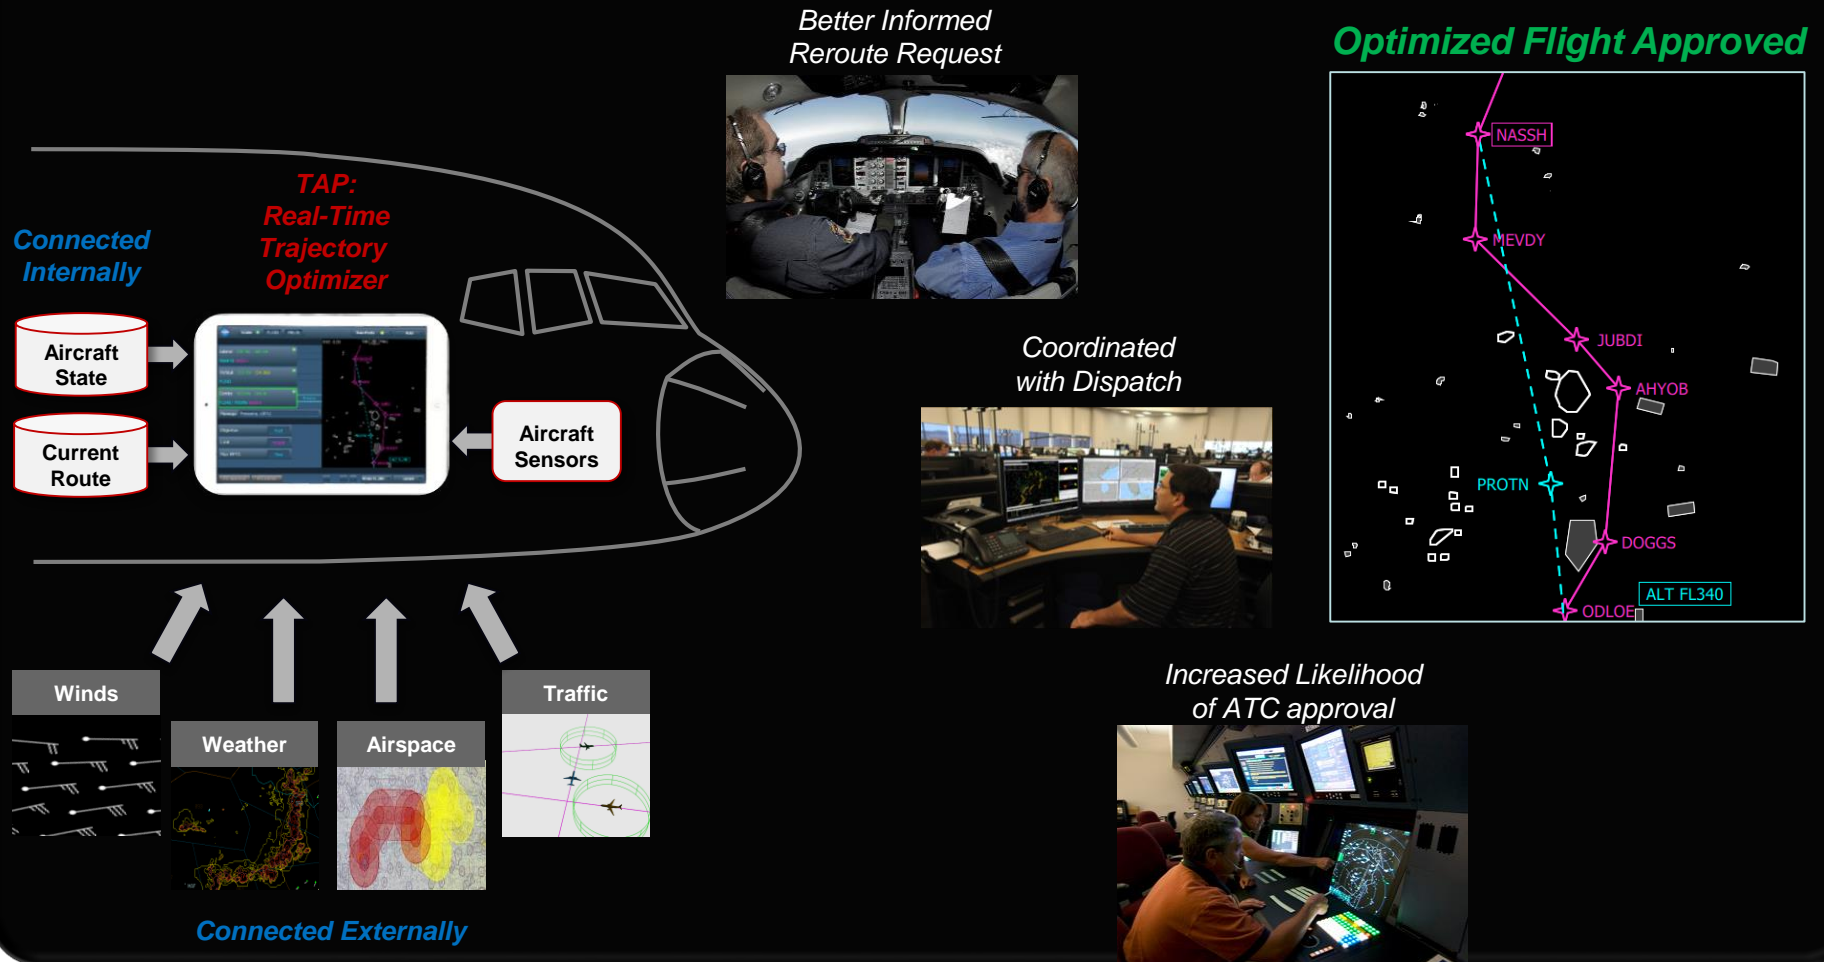 Better Informed
Reroute Request
Optimized Flight Approved
TAP:
Real-Time
Trajectory
Optimizer
Connected
Internally
Aircraft
State
Current
Route
Aircraft
Sensors
Coordinated
with Dispatch
NASSH
MEVDY
JUBDI
AHYOB
PROTN
DOGGS
ALT FL340
ODLOE
Winds
Weather
Airspace
Traffic
Connected Externally
Increased Likelihood
of ATC approval